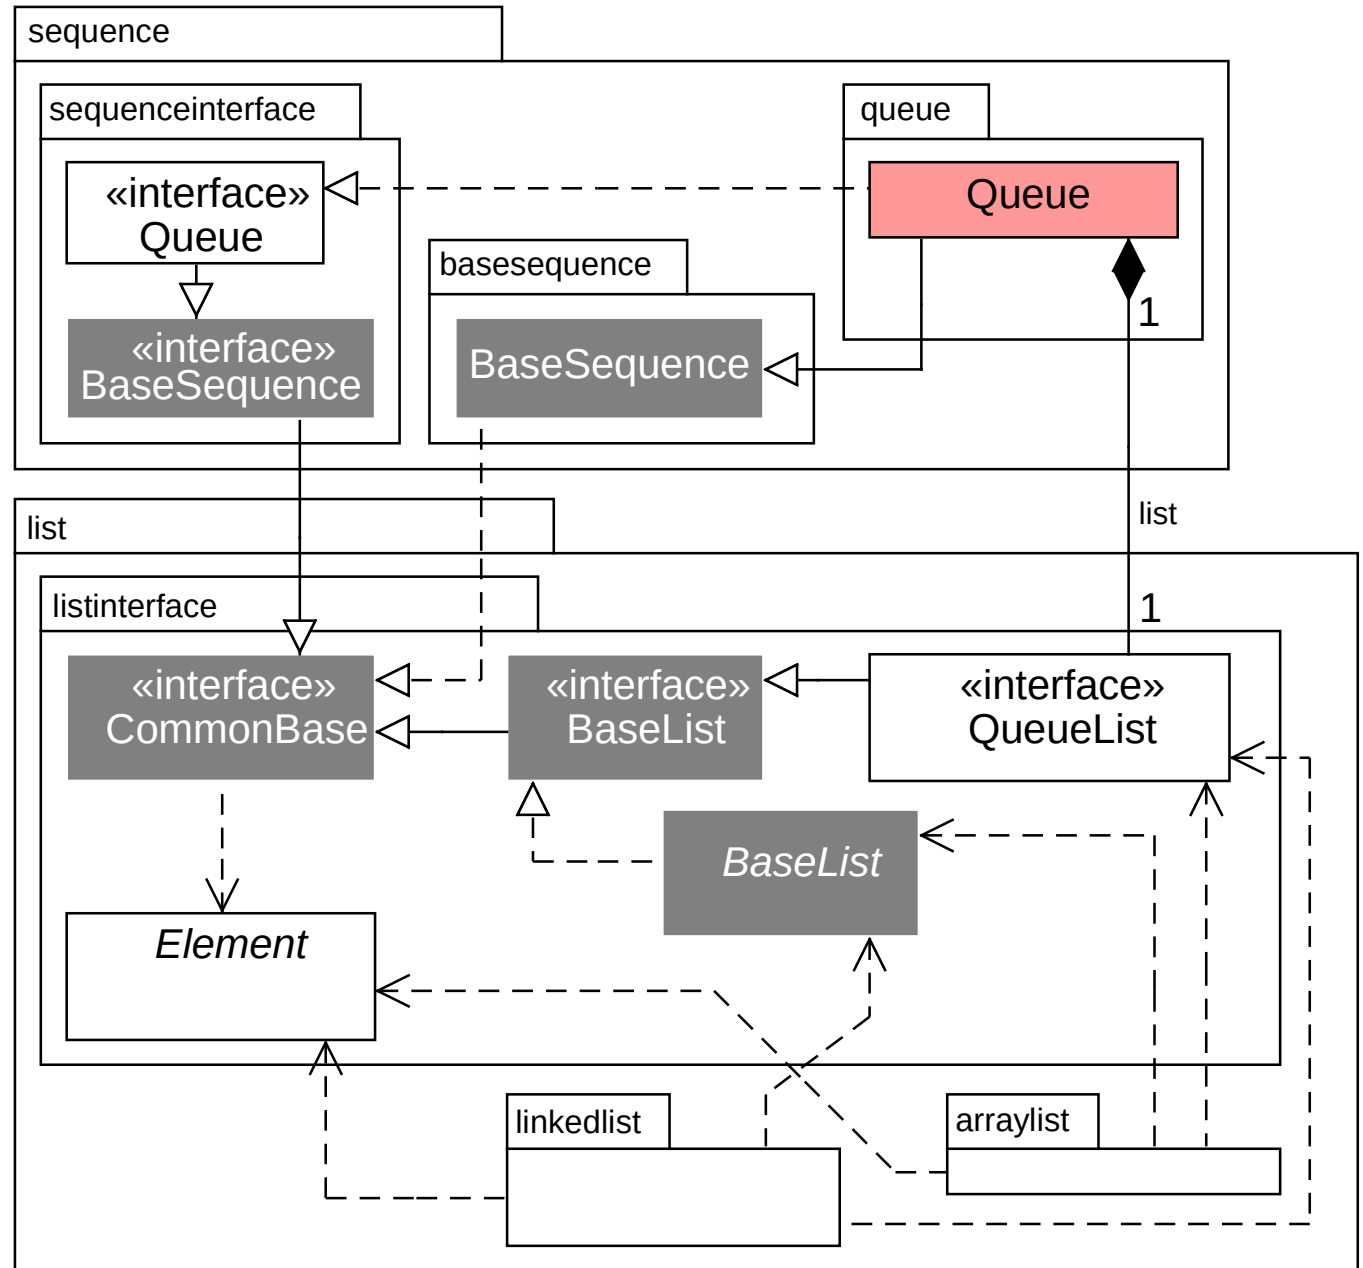 sequence
sequenceinterface
queue
«interface»
Queue
Queue
basesequence
1
«interface»
BaseSequence
BaseSequence
list
list
listinterface
1
«interface»
CommonBase
«interface»
BaseList
«interface»
QueueList
BaseList
Element
linkedlist
arraylist